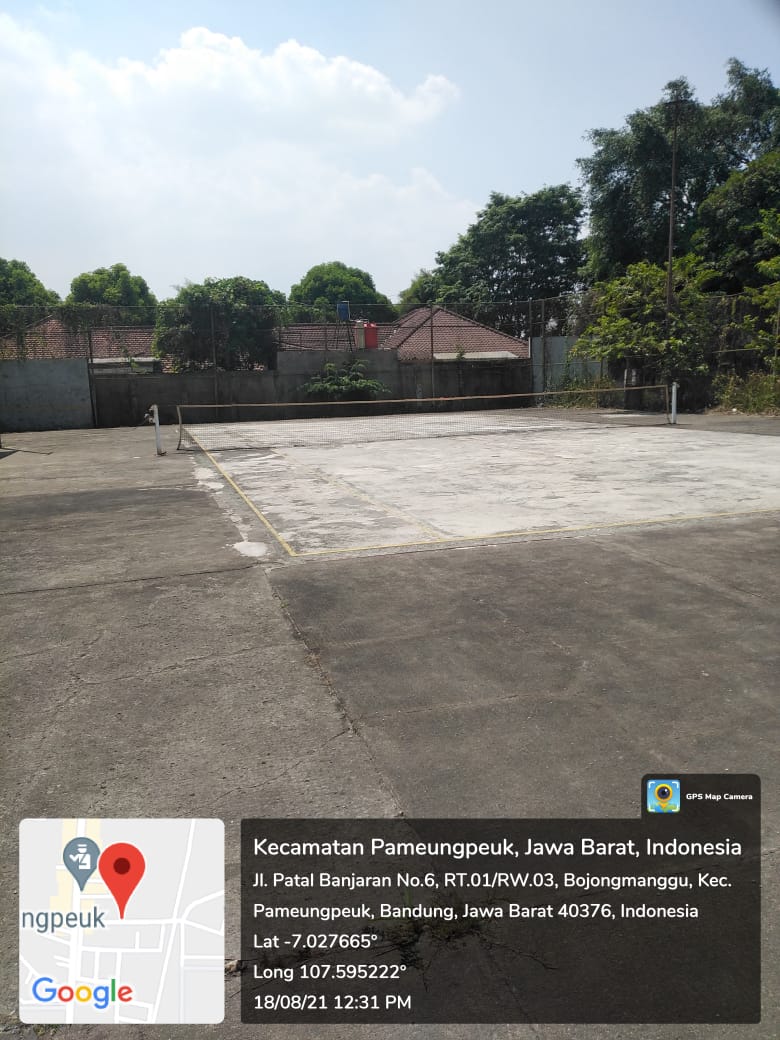 GPS Map Camera
ngpeuk
Google
Kecamatan Pameungpeuk, Jawa Barat, Indonesia
Jl. Patal Banjaran No.6, RT.01/RW.03, Bojongmanggu, Kec.
Pameungpeuk, Bandung, Jawa Barat 40376, Indonesia
Lat -7.027665°
Long 107.595222°
18/08/21 12:31 PM